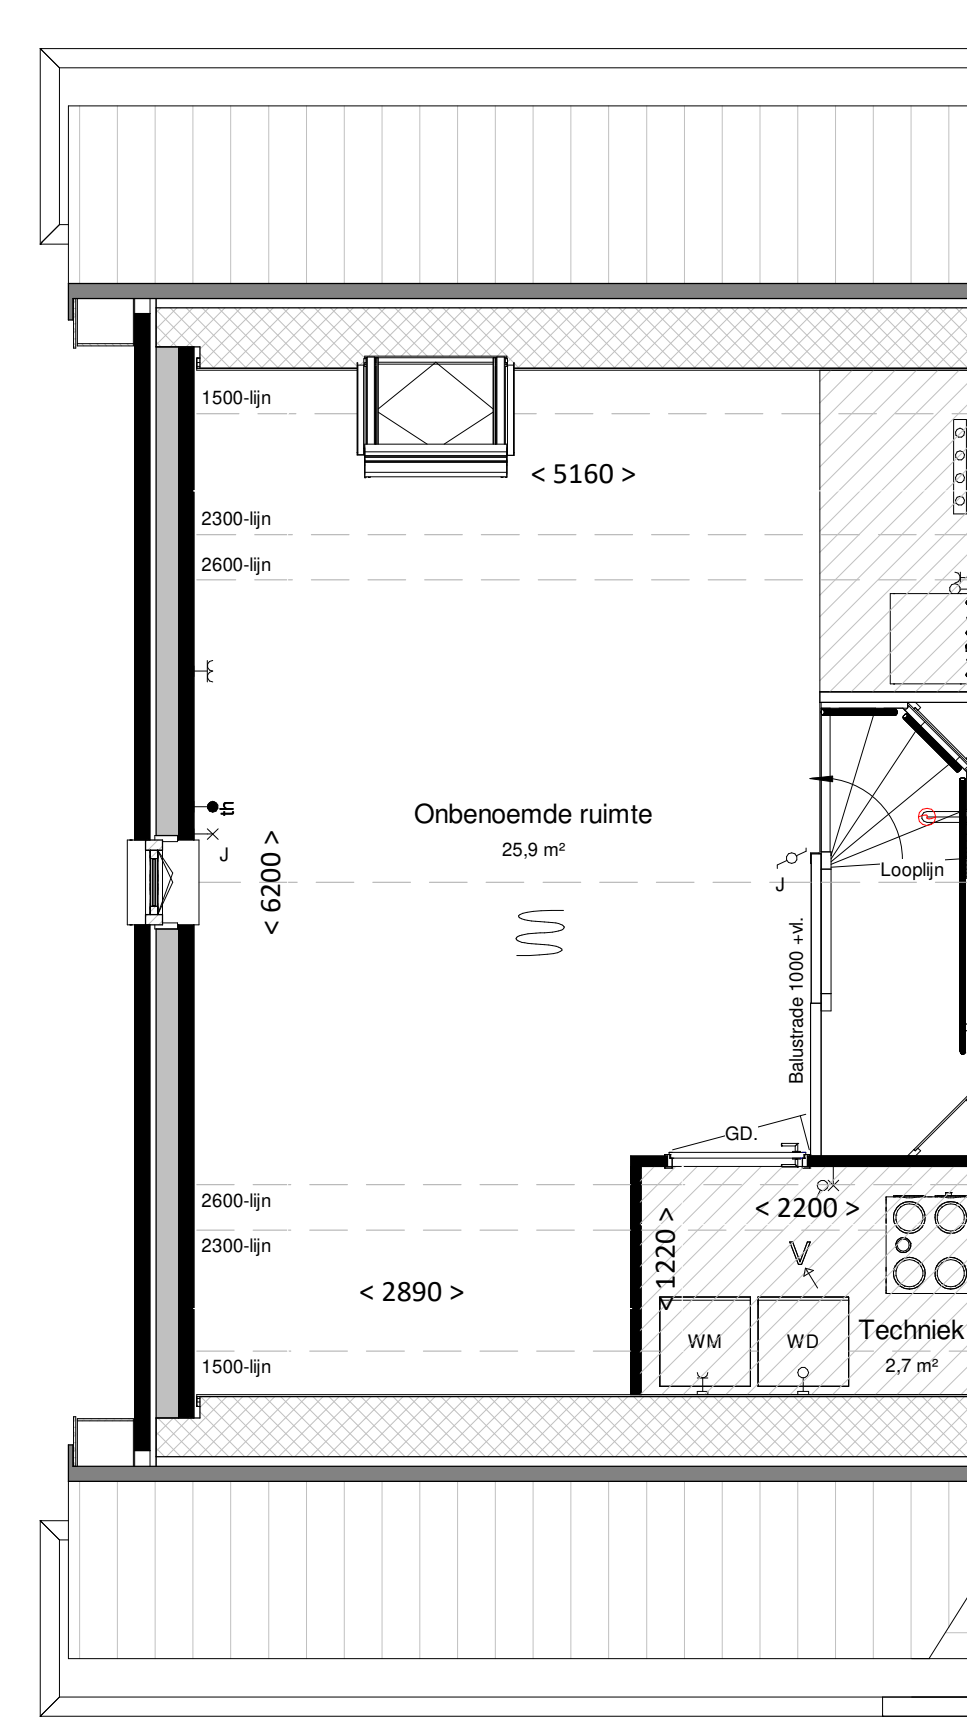 1500-lijn
< 5160 >
2300-lijn
2600-lijn
th
J
< 6200 >
Onbenoemde ruimte
25,9 m²
J
Looplijn
Balustrade 1000 +vl.
GD.
2600-lijn
< 2200 >
2300-lijn
< 1220 >
V
< 2890 >
WM
WD
Techniek
2,7 m²
1500-lijn